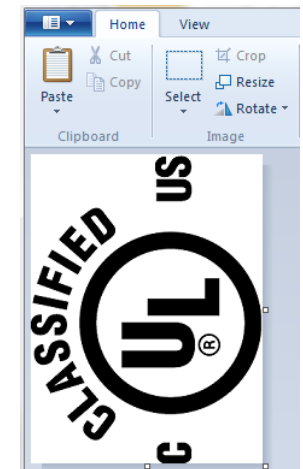 Home View
Cut
Copy
Paste
Clipboard
Crop
Resize
Rotate
Select
Image
CLASSIFIED
C UL US
®